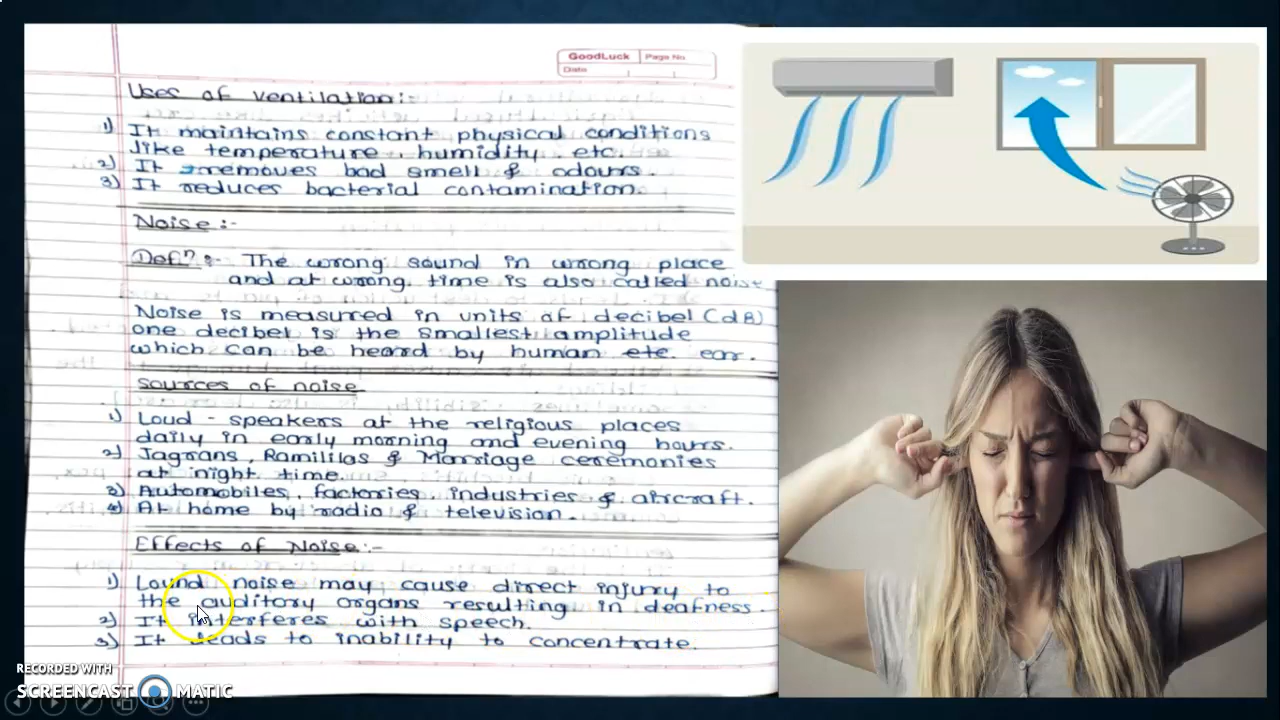 GoodLuck Page No
Date
Uses of ventilation:-
1) It maintains constant physical conditions
like temperature, humidity, etc.
2) It removes bad smell & odours.
3) It reduces bacterial contamination.
Noise:-
Defn:- The wrong sound in wrong place
and at wrong, time is also called noise
Noise is measured in units of decibel (dB)
one decibel is the smallest amplitude
which can be heard by human etc. ear.
Sources of noise
1) Loud - speakers at the religious places
daily in early morning and evening hours.
2) Jagrans, Ramlilas & Marriage ceremonies
at night time.
3) Automobiles, factories, industries & aircraft.
4) At home by radio & television.
Effects of Noise:-
1) Lound noise may cause direct injury to
the auditory organs resulting in deafness.
2) It interferes with speech.
3) It leads to inability to concentrate.
RECORDED WITH
SCREENCAST MATIC